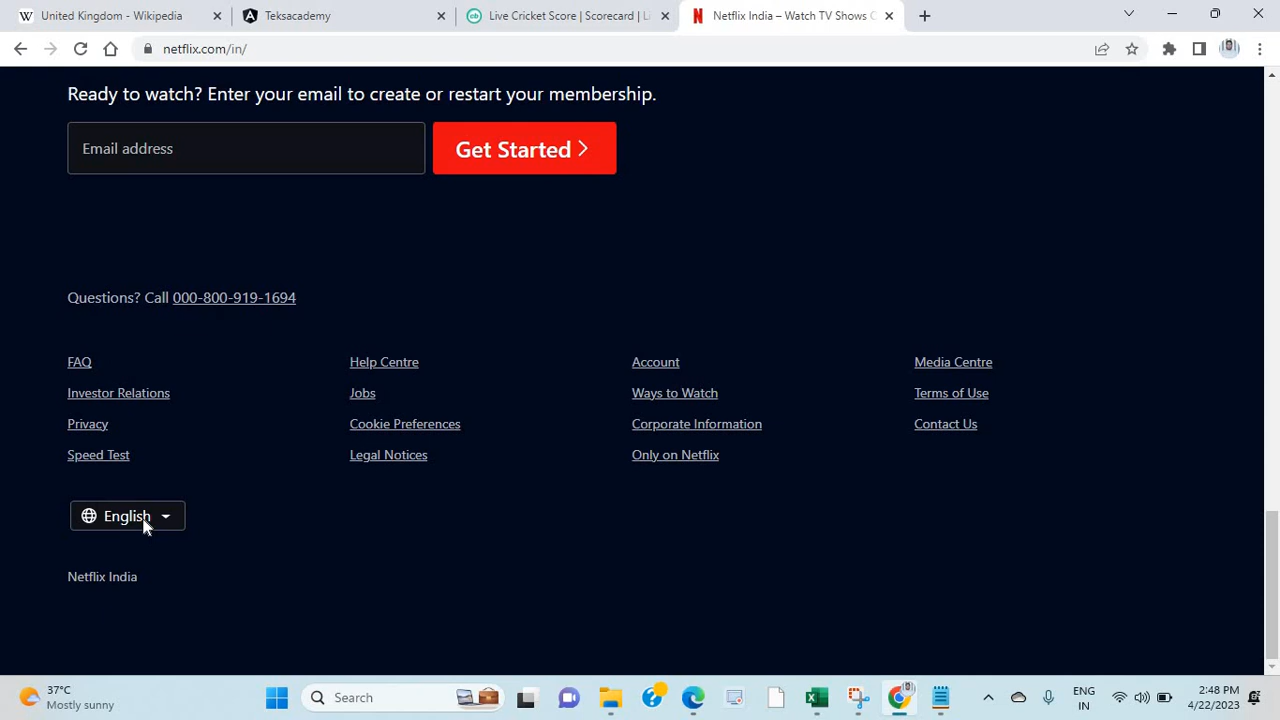 United Kingdom - Wikipedia
Teksacademy
Live Cricket Score | Scorecard | Li
Netflix India – Watch TV Shows O
netflix.com/in/
Ready to watch? Enter your email to create or restart your membership.
Email address
Get Started
Questions? Call 000-800-919-1694
FAQ Help Centre Account Media Centre
Investor Relations Jobs Ways to Watch Terms of Use
Privacy Cookie Preferences Corporate Information Contact Us
Speed Test Legal Notices Only on Netflix
English
Netflix India
37°C
Mostly sunny
Search
ENG
IN
2:48 PM
4/22/2023